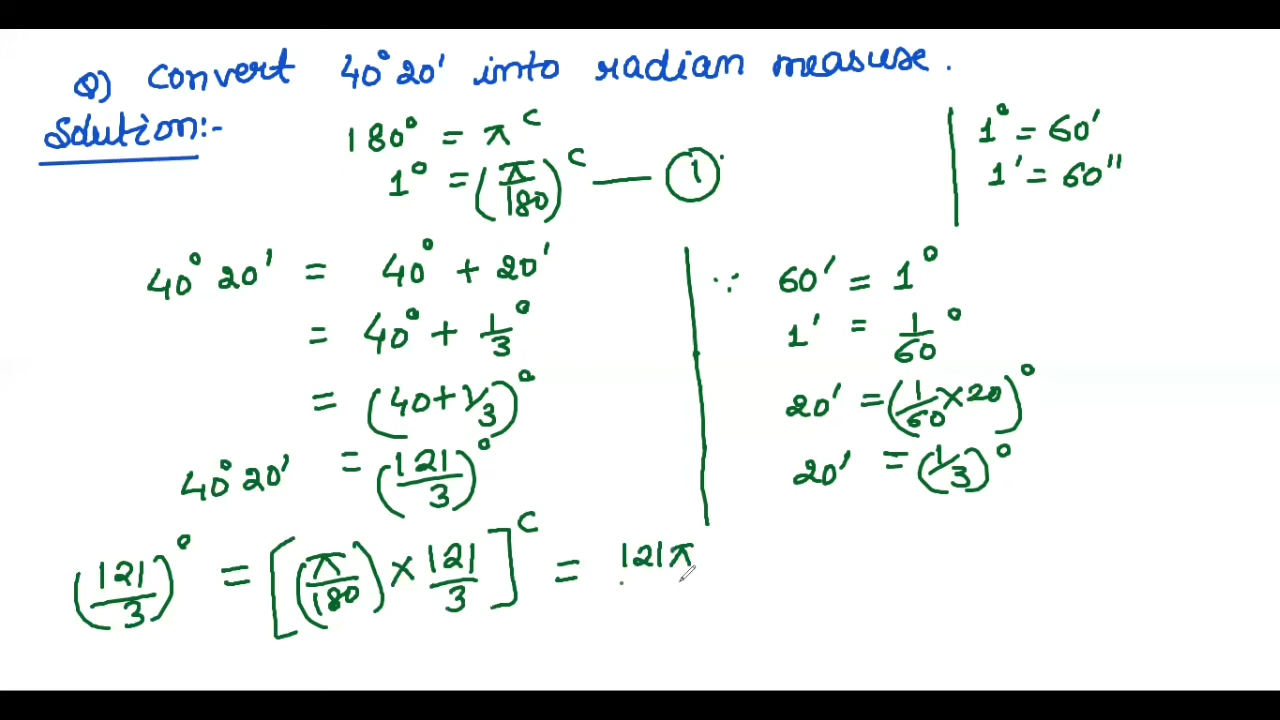 Q) Convert 40° 20' into radian measure.
Solution:-
180° = π^c
1° = (π/180)^c —— ①
1° = 60'
1' = 60''
40° 20' = 40° + 20'
= 40° + 1/3°
= (40+1/3)°
40° 20' = (121/3)°
∵ 60' = 1°
1' = 1/60°
20' = (1/60 × 20)°
20' = (1/3)°
(121/3)° = [(π/180) × 121/3]^c = 121π